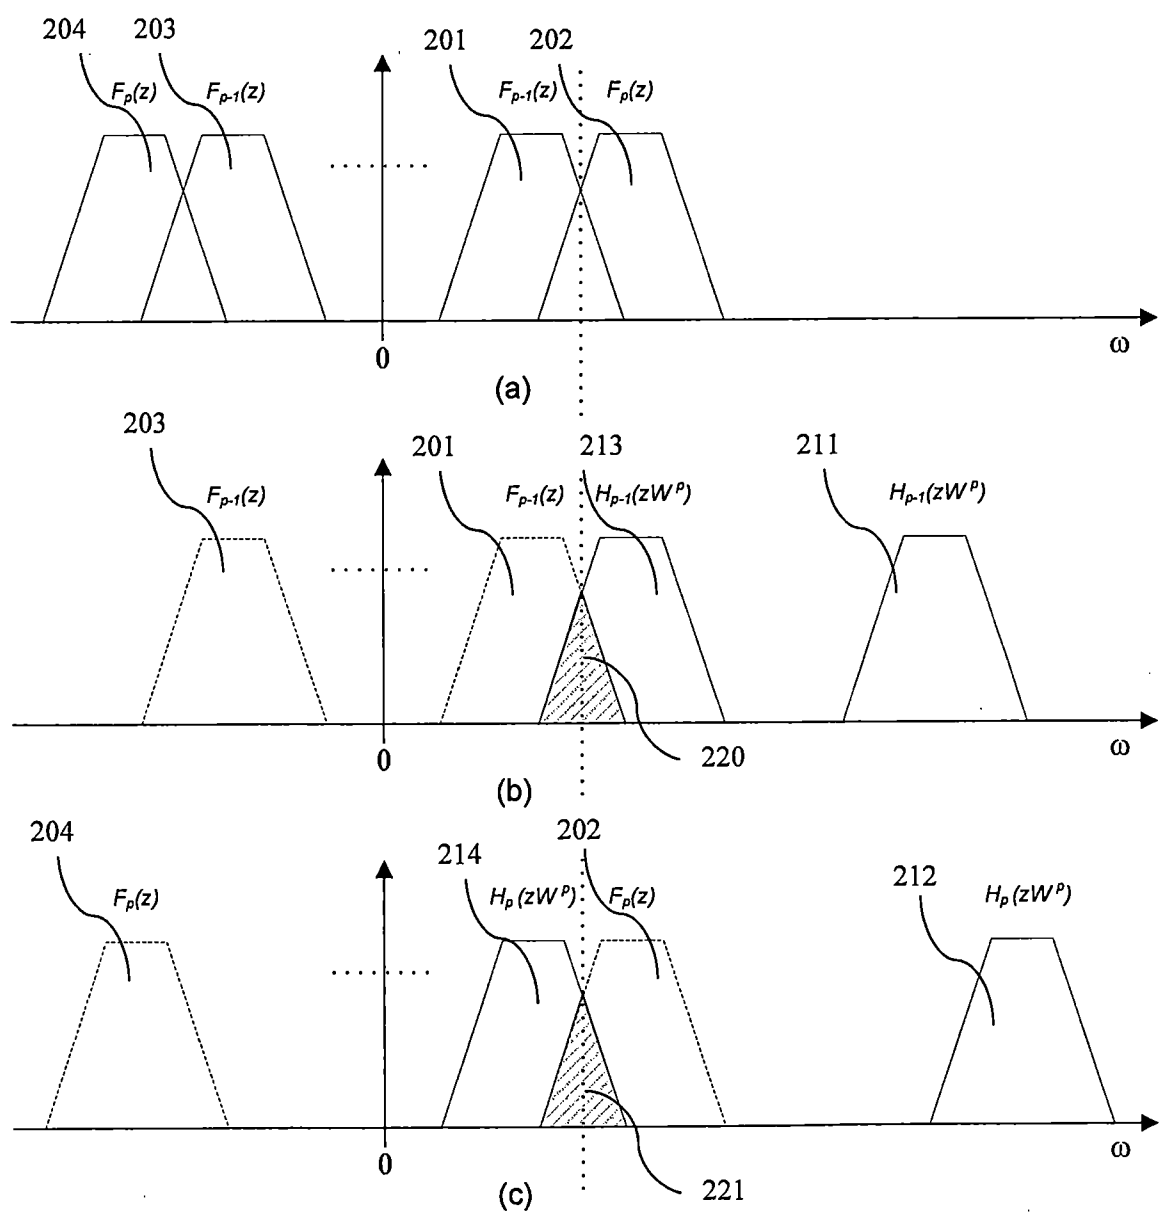 204 203 201 202
Fp(z) Fp-1(z) Fp-1(z) Fp(z)
0 ω
(a)
203 201 213 211
Fp-1(z) Fp-1(z) Hp-1(zW^p) Hp-1(zW^p)
220
0 ω
(b)
204 214 202 212
Fp(z) Hp(zW^p) Fp(z) Hp(zW^p)
0 ω
221
(c)